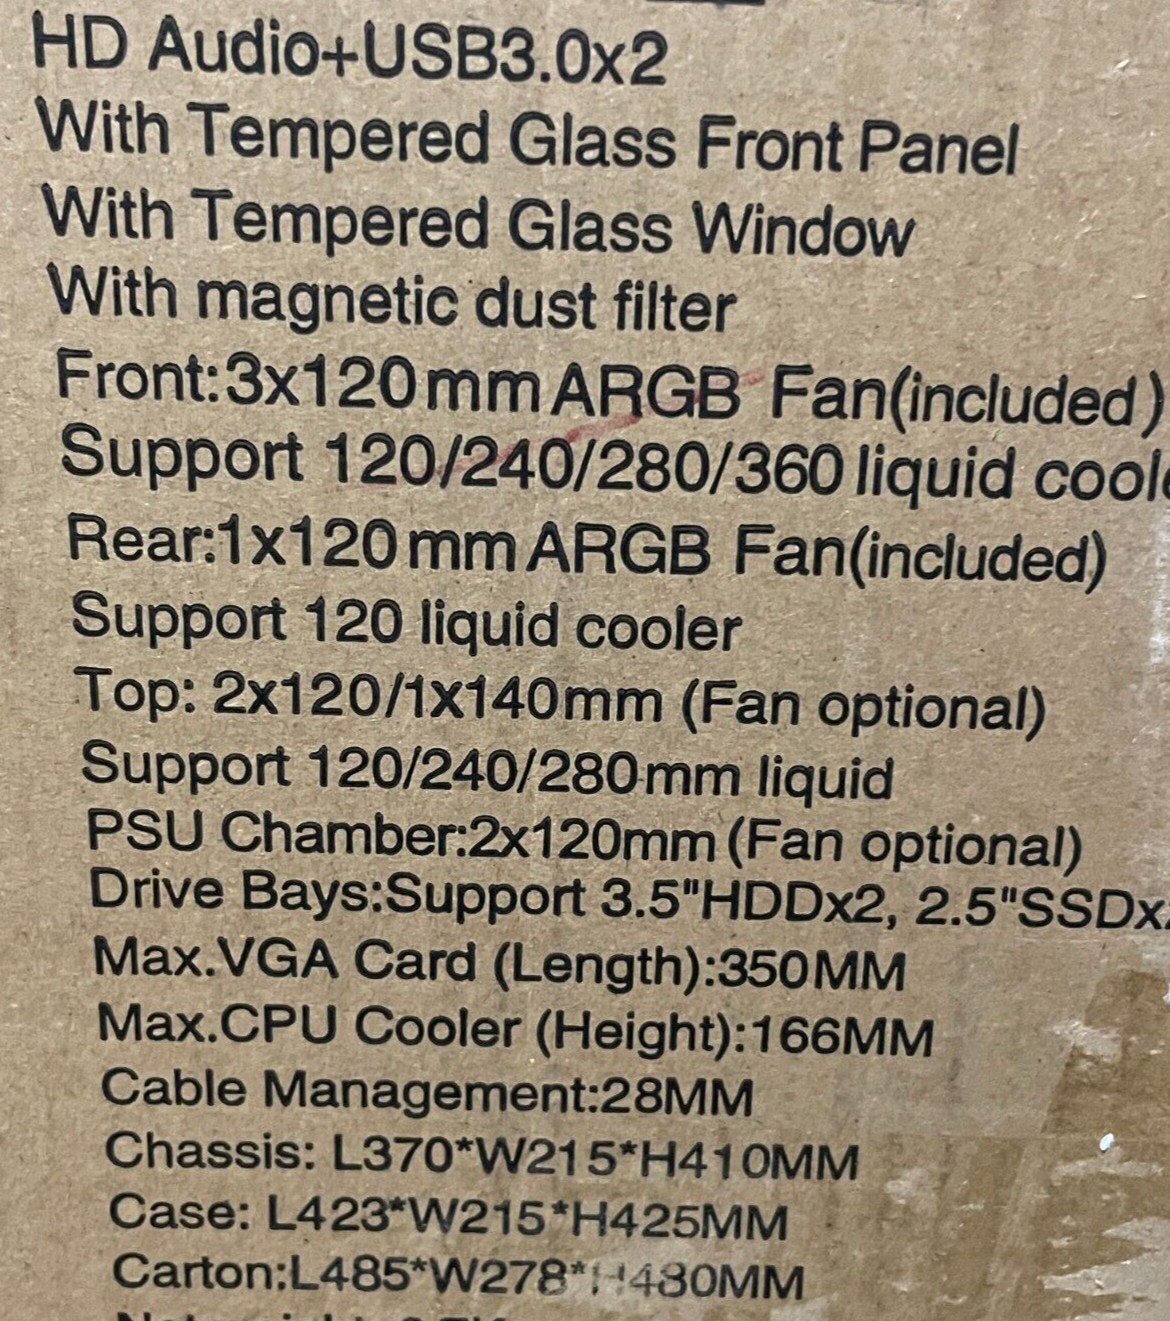 HD Audio+USB3.0x2
With Tempered Glass Front Panel
With Tempered Glass Window
With magnetic dust filter
Front:3x120mm ARGB Fan(included)
Support 120/240/280/360 liquid
Rear:1x120mm ARGB Fan(included)
Support 120 liquid cooler
Top: 2x120/1x140mm (Fan optional)
Support 120/240/280mm liquid
PSU Chamber:2x120mm (Fan optional)
Drive Bays:Support 3.5"HDDx2, 2.5"
Max.VGA Card (Length):350MM
Max.CPU Cooler (Height):166MM
Cable Management:28MM
Chassis: L370*W215*H410MM
Case: L423*W215*H425MM
Carton:L485*W278*H480MM